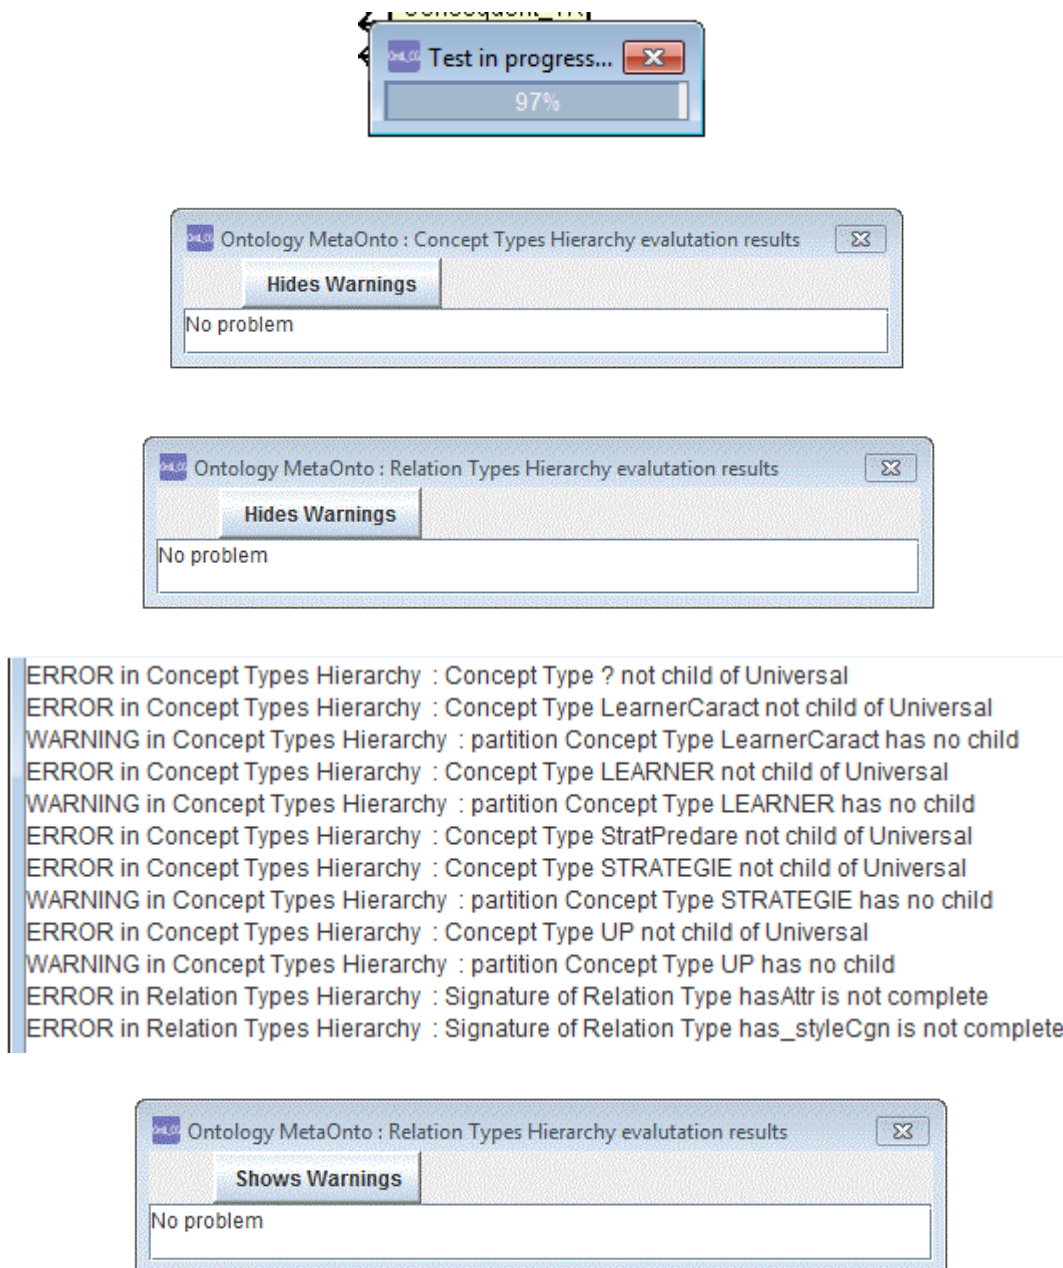 Consequent_TR
Test in progress...
97%
Ontology MetaOnto : Concept Types Hierarchy evalutation results
Hides Warnings
No problem
Ontology MetaOnto : Relation Types Hierarchy evalutation results
Hides Warnings
No problem
ERROR in Concept Types Hierarchy : Concept Type ? not child of Universal
ERROR in Concept Types Hierarchy : Concept Type LearnerCaract not child of Universal
WARNING in Concept Types Hierarchy : partition Concept Type LearnerCaract has no child
ERROR in Concept Types Hierarchy : Concept Type LEARNER not child of Universal
WARNING in Concept Types Hierarchy : partition Concept Type LEARNER has no child
ERROR in Concept Types Hierarchy : Concept Type StratPredare not child of Universal
ERROR in Concept Types Hierarchy : Concept Type STRATEGIE not child of Universal
WARNING in Concept Types Hierarchy : partition Concept Type STRATEGIE has no child
ERROR in Concept Types Hierarchy : Concept Type UP not child of Universal
WARNING in Concept Types Hierarchy : partition Concept Type UP has no child
ERROR in Relation Types Hierarchy : Signature of Relation Type hasAttr is not complete
ERROR in Relation Types Hierarchy : Signature of Relation Type has_styleCgn is not complete
Ontology MetaOnto : Relation Types Hierarchy evalutation results
Shows Warnings
No problem